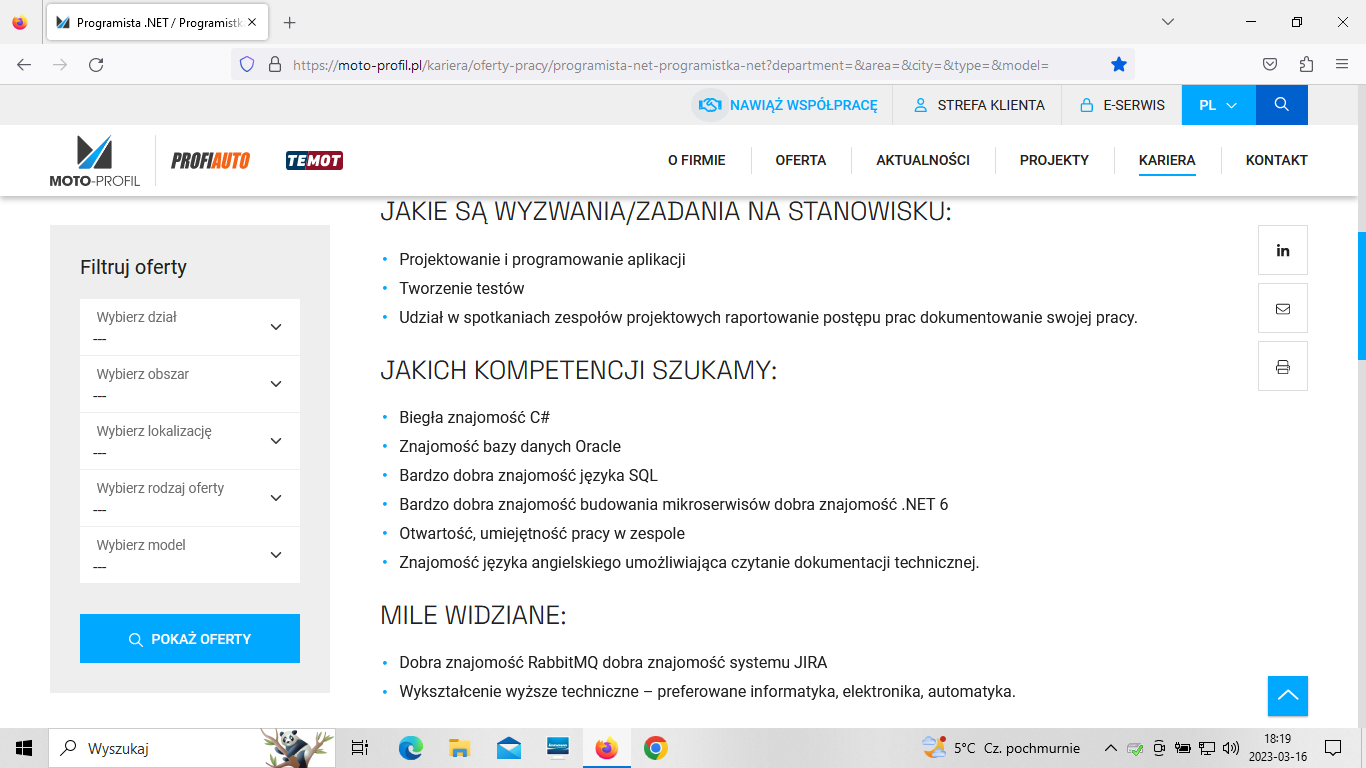 Programista .NET / Programistk
https://moto-profil.pl/kariera/oferty-pracy/programista-net-programistka-net?department=&area=&city=&type=&model=
NAWIĄŻ WSPÓŁPRACĘ
STREFA KLIENTA
E-SERWIS
PL
MOTO-PROFIL
PROFIAUTO
TEMOT
O FIRMIE
OFERTA
AKTUALNOŚCI
PROJEKTY
KARIERA
KONTAKT
Filtruj oferty
Wybierz dział
---
Wybierz obszar
---
Wybierz lokalizację
---
Wybierz rodzaj oferty
---
Wybierz model
---
POKAŻ OFERTY
JAKIE SĄ WYZWANIA/ZADANIA NA STANOWISKU:
• Projektowanie i programowanie aplikacji
• Tworzenie testów
• Udział w spotkaniach zespołów projektowych raportowanie postępu prac dokumentowanie swojej pracy.
JAKICH KOMPETENCJI SZUKAMY:
• Biegła znajomość C#
• Znajomość bazy danych Oracle
• Bardzo dobra znajomość języka SQL
• Bardzo dobra znajomość budowania mikroserwisów dobra znajomość .NET 6
• Otwartość, umiejętność pracy w zespole
• Znajomość języka angielskiego umożliwiająca czytanie dokumentacji technicznej.
MILE WIDZIANE:
• Dobra znajomość RabbitMQ dobra znajomość systemu JIRA
• Wykształcenie wyższe techniczne – preferowane informatyka, elektronika, automatyka.
in
Wyszukaj
5°C Cz. pochmurnie
18:19
2023-03-16